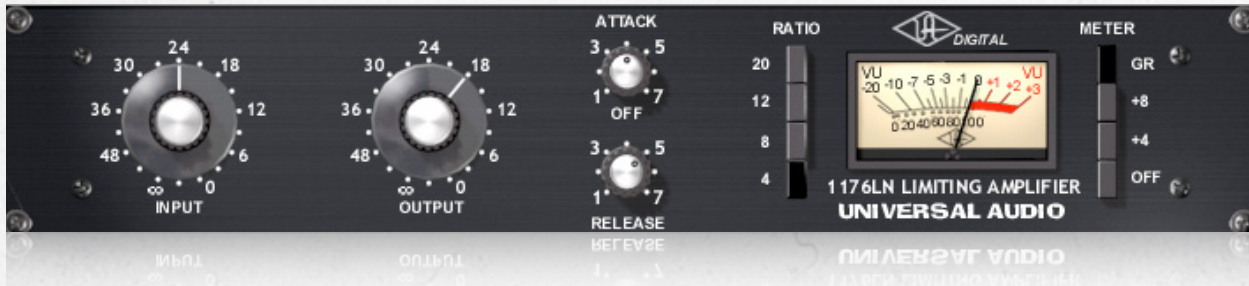 24
30 18
36 12
48 6
∞ 0
INPUT
24
30 18
36 12
48 6
∞ 0
OUTPUT
ATTACK
3 5
1 7
OFF
3 5
1 7
RELEASE
RATIO
20
12
8
4
UA DIGITAL
VU VU
-20 -10 -7 -5 -3 -1 0 +1 +2 +3
0 20 40 60 80 100
1176LN LIMITING AMPLIFIER
UNIVERSAL AUDIO
METER
GR
+8
+4
OFF